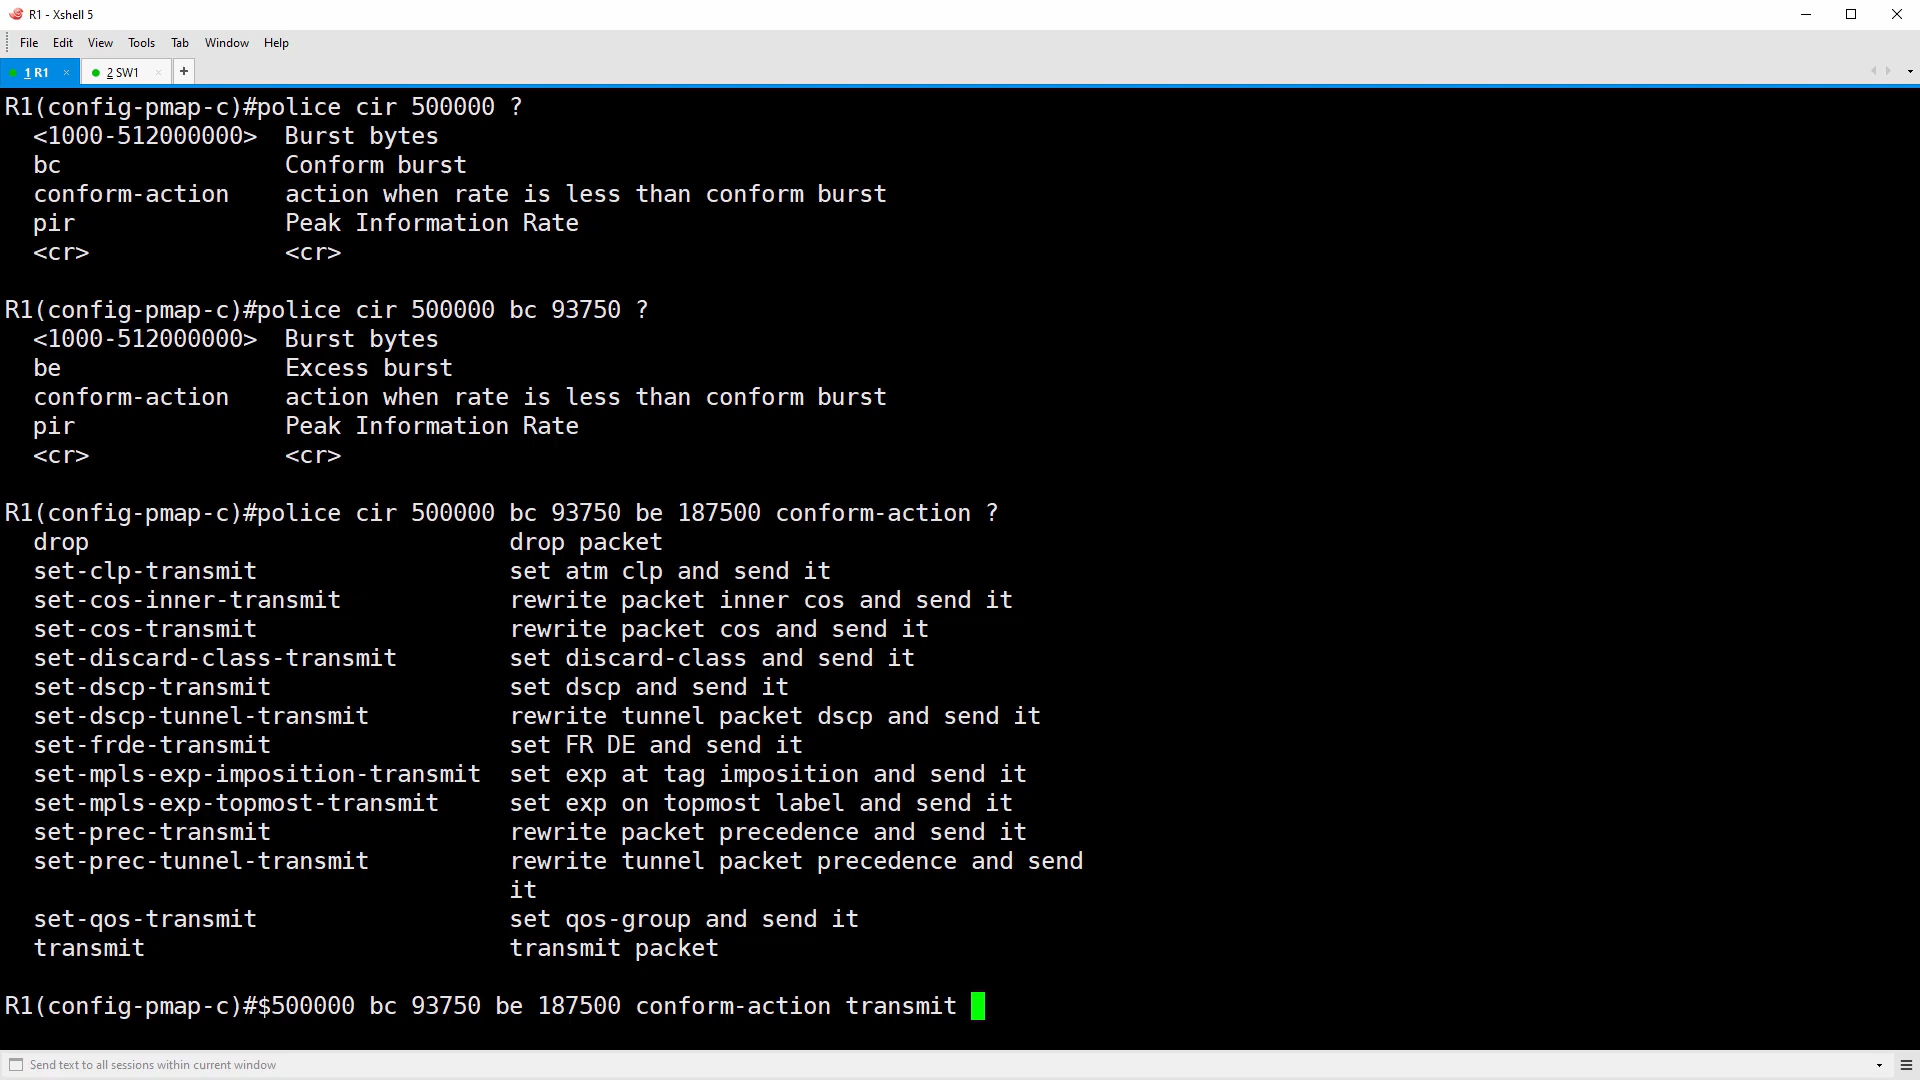 R1 - Xshell 5
File Edit View Tools Tab Window Help
1 R1 × 2 SW1 × +
R1(config-pmap-c)#police cir 500000 ?
<1000-512000000> Burst bytes
bc Conform burst
conform-action action when rate is less than conform burst
pir Peak Information Rate
<cr> <cr>
R1(config-pmap-c)#police cir 500000 bc 93750 ?
<1000-512000000> Burst bytes
be Excess burst
conform-action action when rate is less than conform burst
pir Peak Information Rate
<cr> <cr>
R1(config-pmap-c)#police cir 500000 bc 93750 be 187500 conform-action ?
drop drop packet
set-clp-transmit set atm clp and send it
set-cos-inner-transmit rewrite packet inner cos and send it
set-cos-transmit rewrite packet cos and send it
set-discard-class-transmit set discard-class and send it
set-dscp-transmit set dscp and send it
set-dscp-tunnel-transmit rewrite tunnel packet dscp and send it
set-frde-transmit set FR DE and send it
set-mpls-exp-imposition-transmit set exp at tag imposition and send it
set-mpls-exp-topmost-transmit set exp on topmost label and send it
set-prec-transmit rewrite packet precedence and send it
set-prec-tunnel-transmit rewrite tunnel packet precedence and send
it
set-qos-transmit set qos-group and send it
transmit transmit packet
R1(config-pmap-c)#$500000 bc 93750 be 187500 conform-action transmit
Send text to all sessions within current window